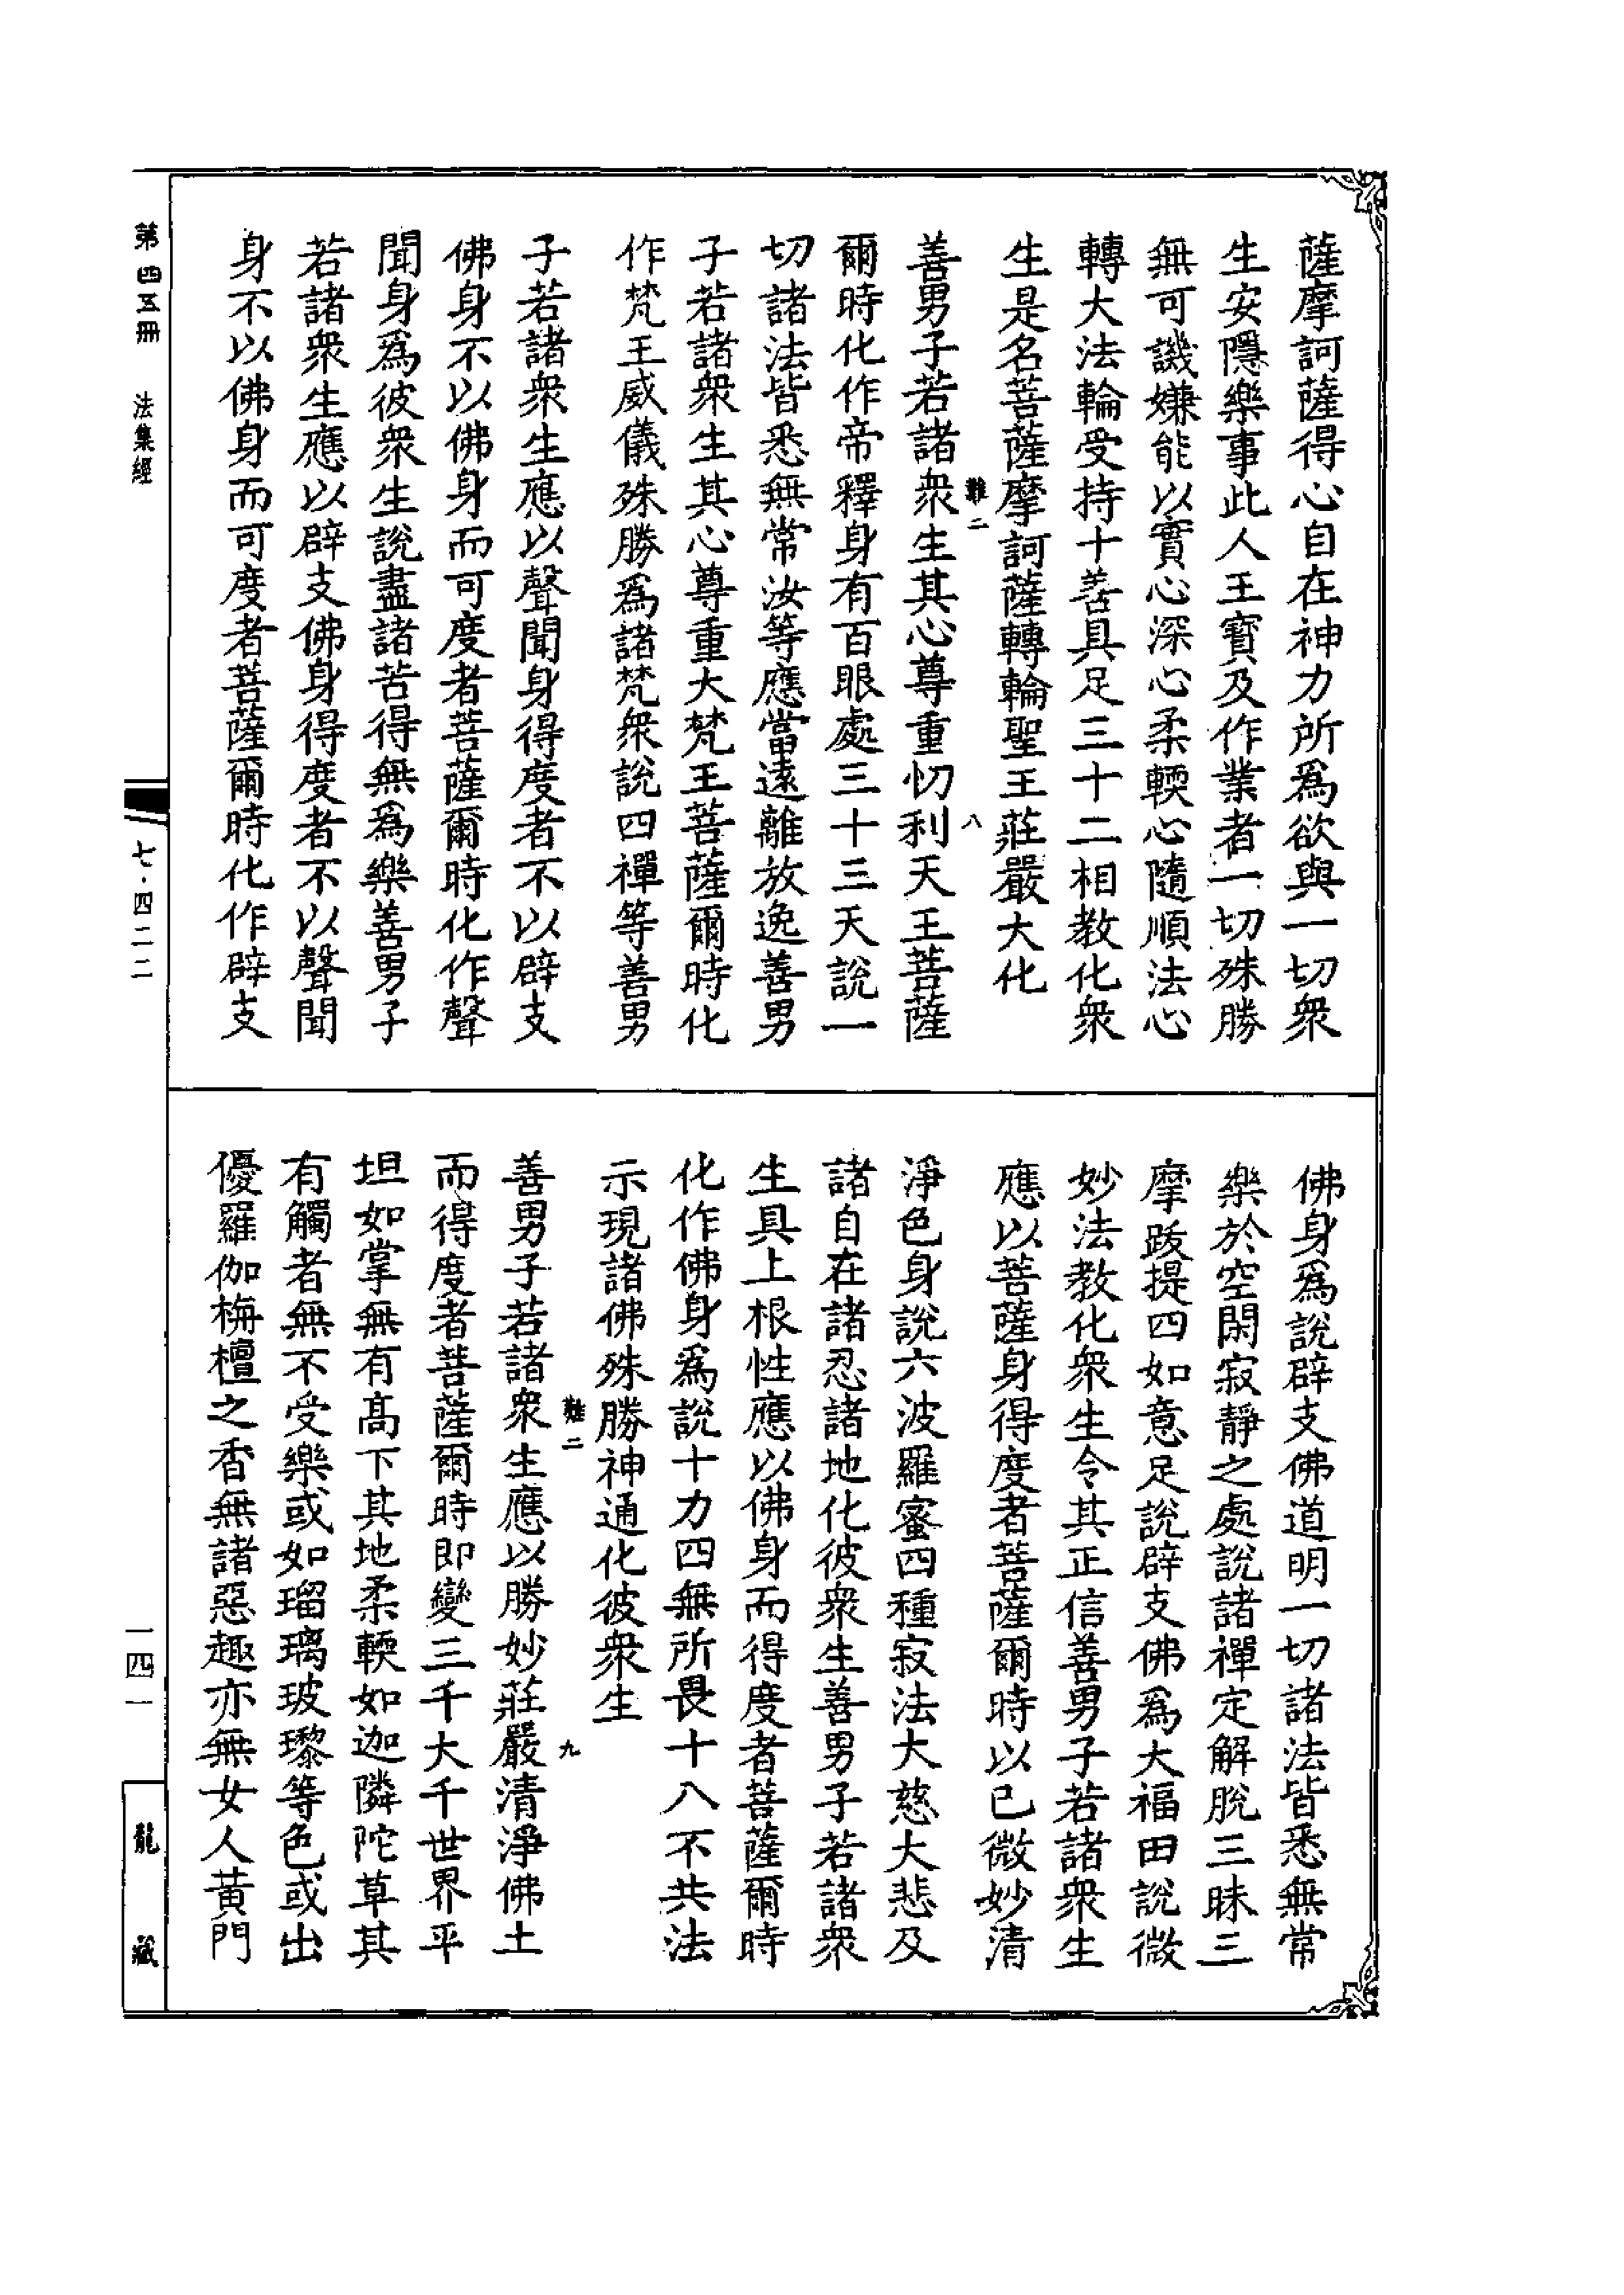 薩摩訶薩得心自在神力所爲欲與一切衆
生安隱樂事此人王寳及作業者一切殊勝
無可譏嫌能以實心深心柔輭心隨順法心
轉大法輪受持十善具足三十二相教化衆
生是名菩薩摩訶薩轉輪聖王莊嚴大化
難二 八
善男子若諸衆生其心尊重忉利天王菩薩
爾時化作帝釋身有百眼處三十三天說一
切諸法皆悉無常汝等應當遠離放逸善男
子若諸衆生其心尊重大梵王菩薩爾時化
作梵王威儀殊勝爲諸梵衆說四禪等善男
子若諸衆生應以聲聞身得度者不以辟支
佛身不以佛身而可度者菩薩爾時化作聲
聞身爲彼衆生說盡諸苦得無爲樂善男子
若諸衆生應以辟支佛身得度者不以聲聞
身不以佛身而可度者菩薩爾時化作辟支
佛身爲說辟支佛道明一切諸法皆悉無常
樂於空閑寂靜之處說諸禪定解脫三昧三
摩跋提四如意足說辟支佛爲大福田說微
妙法教化衆生令其正信善男子若諸衆生
應以菩薩身得度者菩薩爾時以已微妙清
淨色身說六波羅蜜四種寂法大慈大悲及
諸自在諸忍諸地化彼衆生善男子若諸衆
生具上根性應以佛身而得度者菩薩爾時
化作佛身爲說十力四無所畏十八不共法
示現諸佛殊勝神通化彼衆生
難二 九
善男子若諸衆生應以勝妙莊嚴清淨佛土
而得度者菩薩爾時即變三千大千世界平
坦如掌無有高下其地柔輭如迦隣陀草其
有觸者無不受樂或如瑠璃玻瓈等色或出
優羅伽栴檀之香無諸惡趣亦無女人黃門
第四五冊 法集經
七·四二二
一四一
龍藏